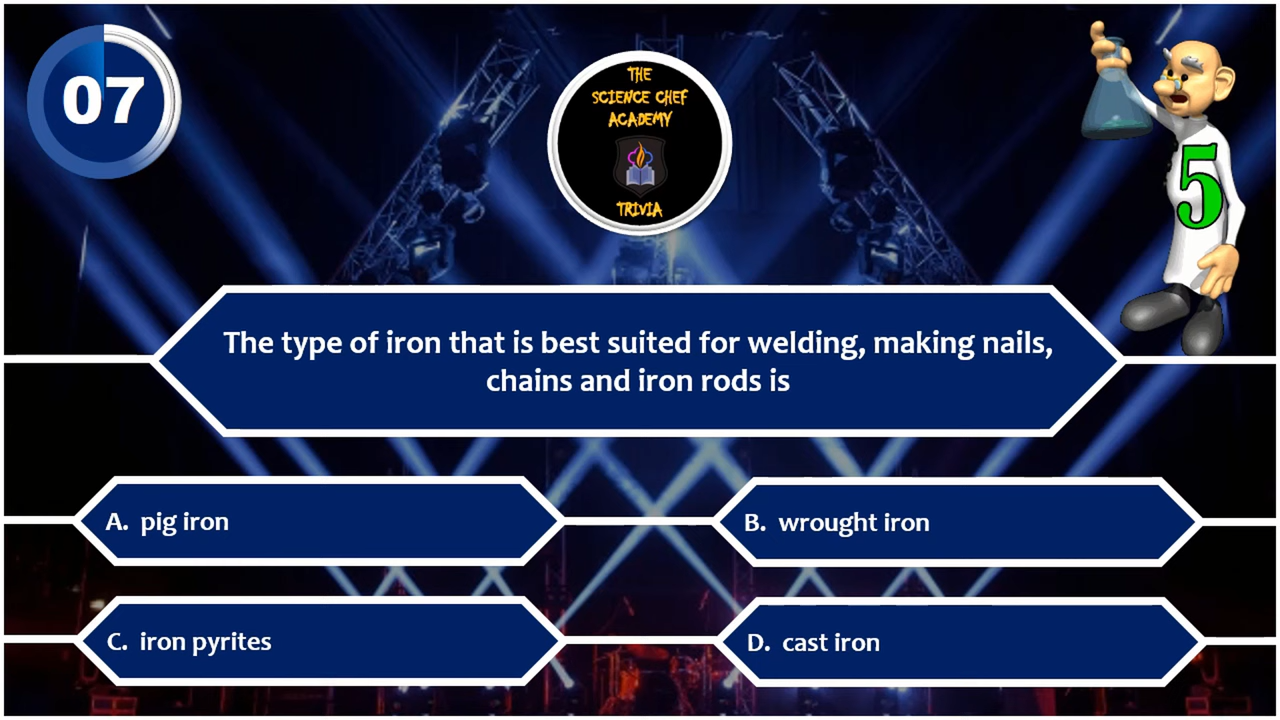 07
THE
SCIENCE CHEF
ACADEMY
TRIVIA
5
The type of iron that is best suited for welding, making nails,
chains and iron rods is
A. pig iron
B. wrought iron
C. iron pyrites
D. cast iron